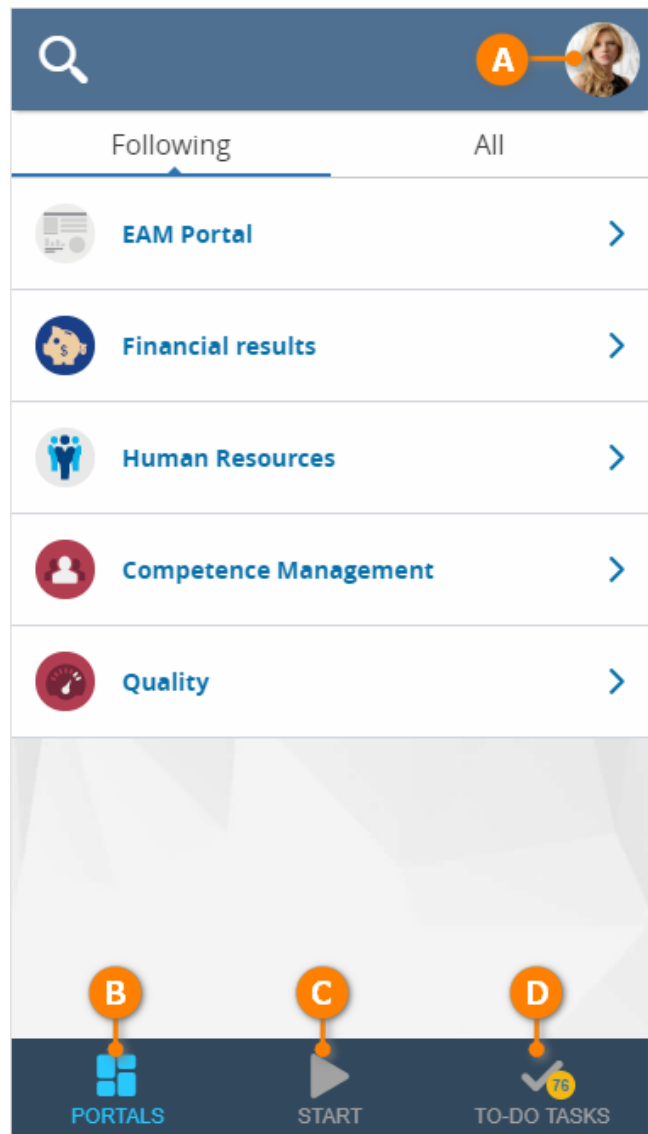 A
Following All
EAM Portal
$
Financial results
Human Resources
Competence Management
Quality
B C D
76
PORTALS START TO-DO TASKS